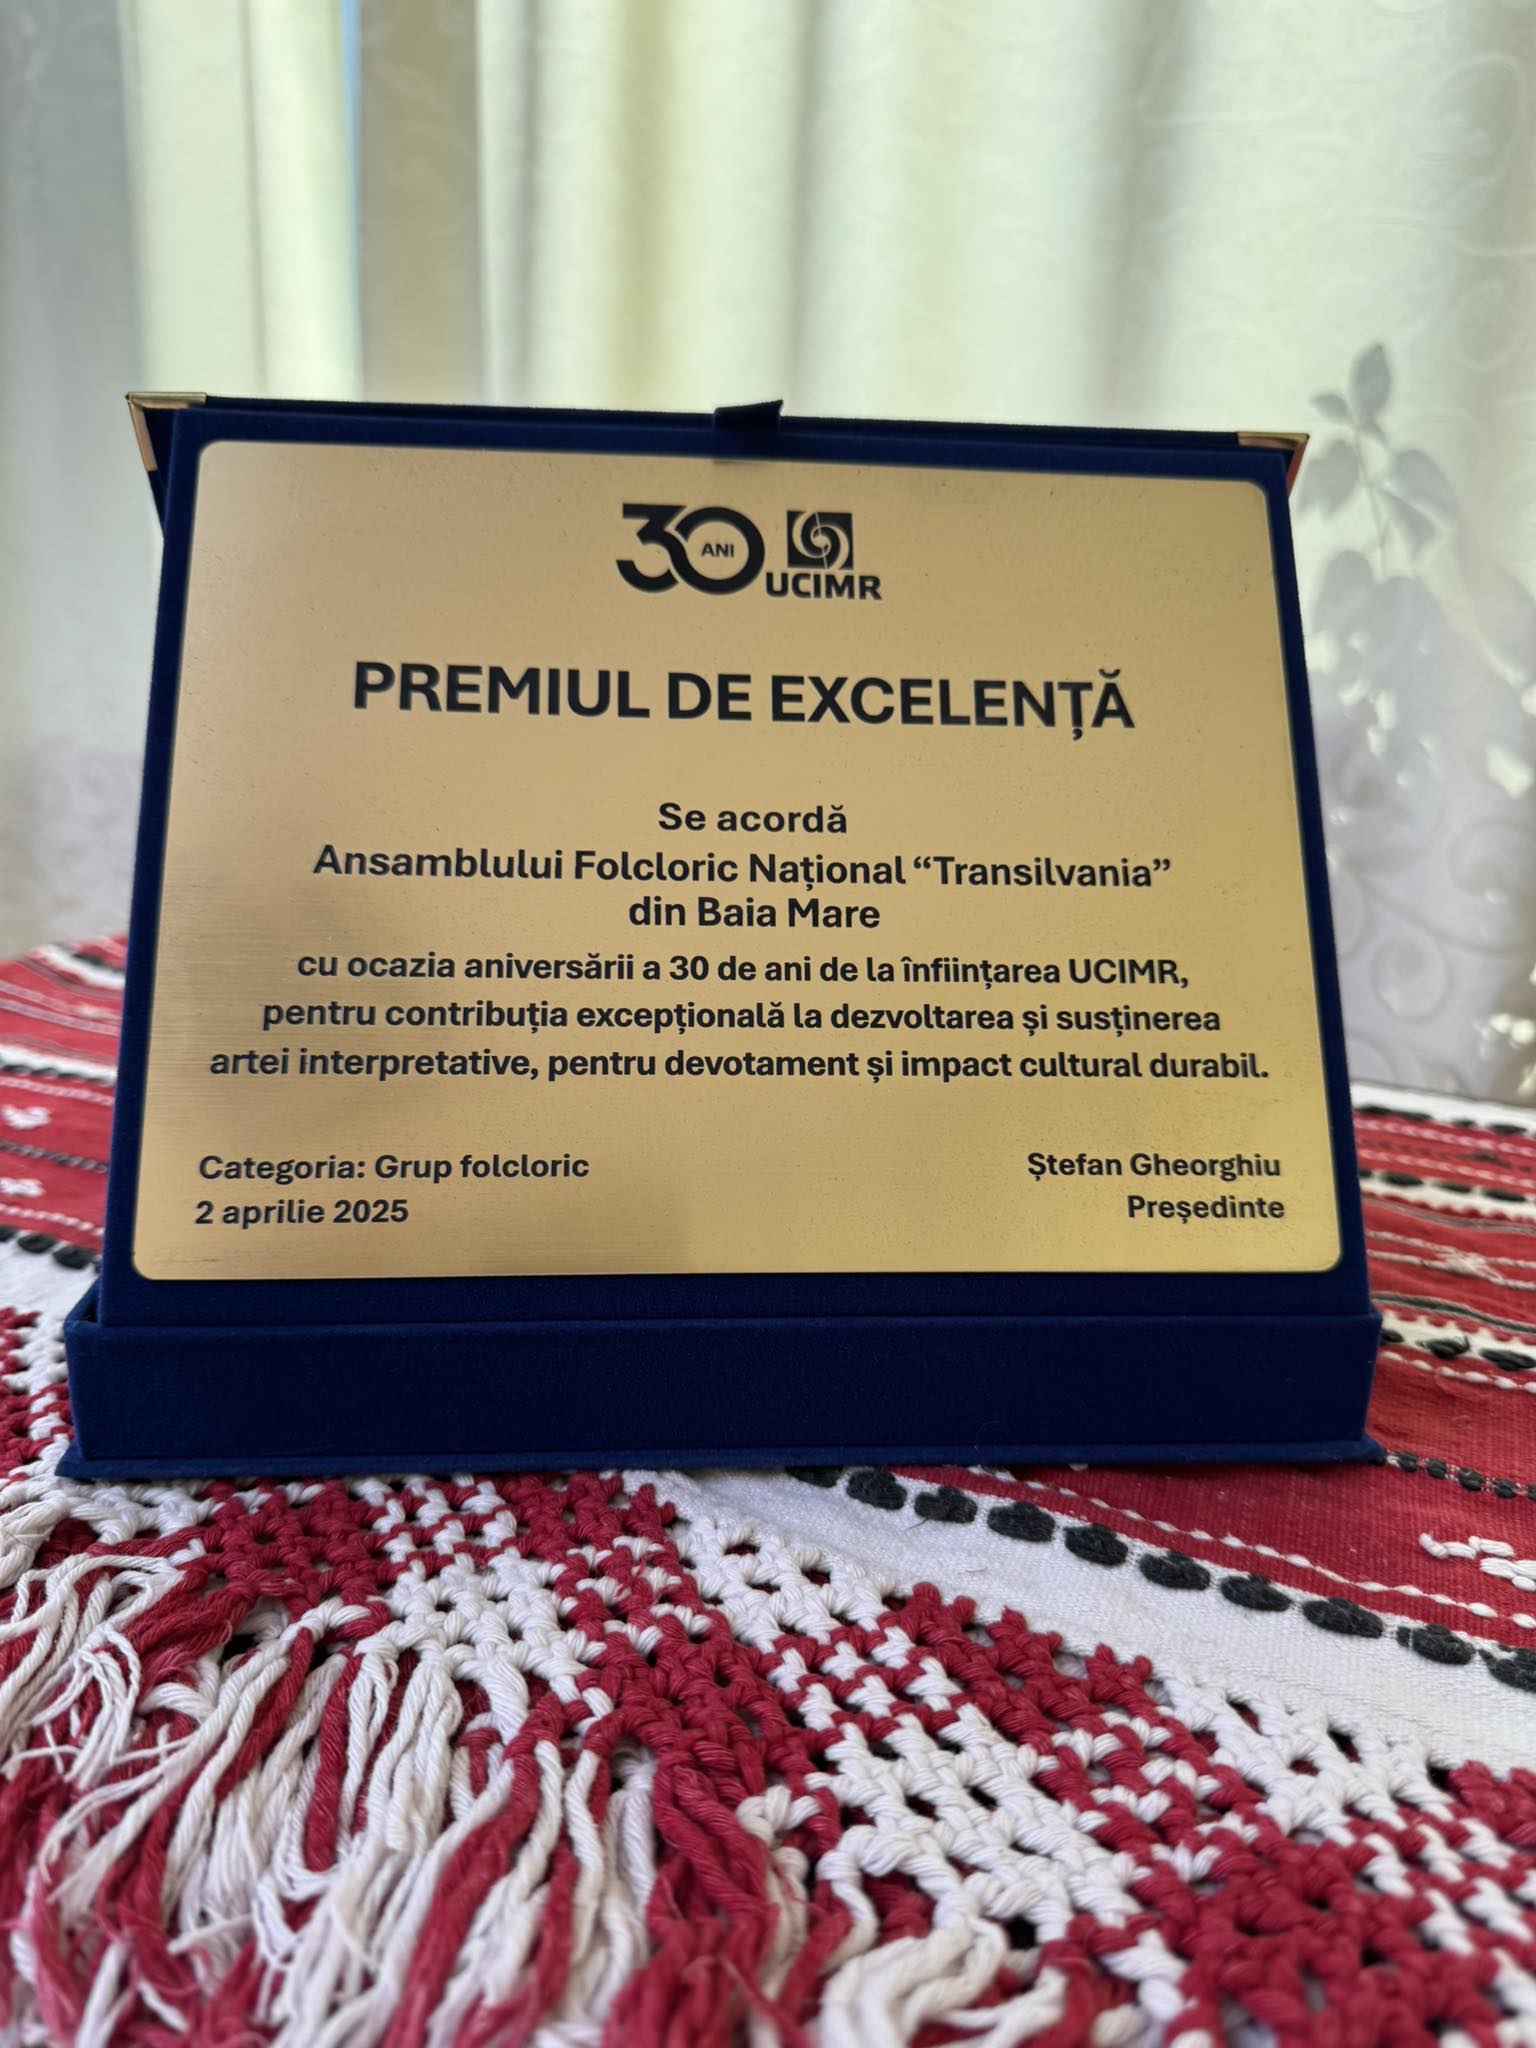 30 ANI UCIMR
PREMIUL DE EXCELENȚĂ
Se acordă
Ansamblului Folcloric Național “Transilvania”
din Baia Mare
cu ocazia aniversării a 30 de ani de la înființarea UCIMR,
pentru contribuția excepțională la dezvoltarea și susținerea
artei interpretative, pentru devotament și impact cultural durabil.
Categoria: Grup folcloric
2 aprilie 2025
Ștefan Gheorghiu
Președinte